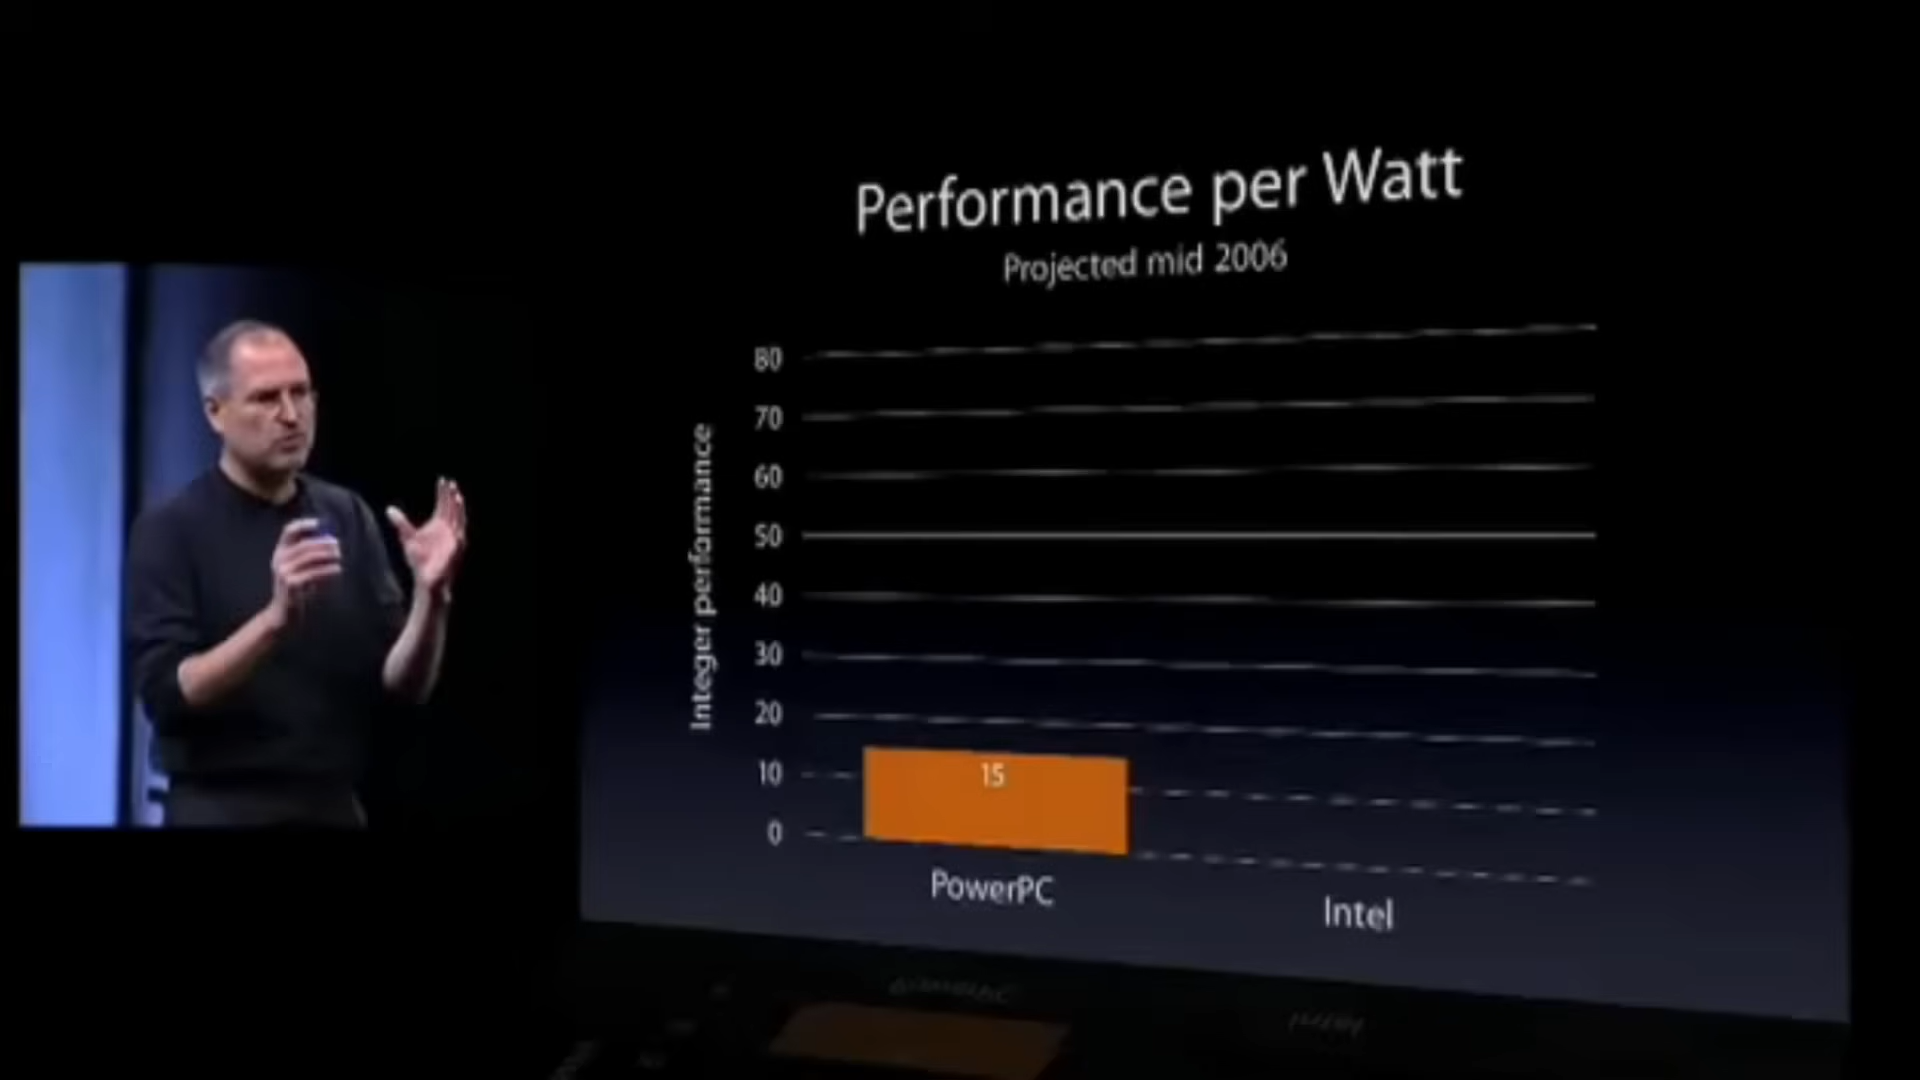 Performance per Watt
Projected mid 2006
80
70
60
50
40
30
20
10
0
Integer performance
15
PowerPC
Intel